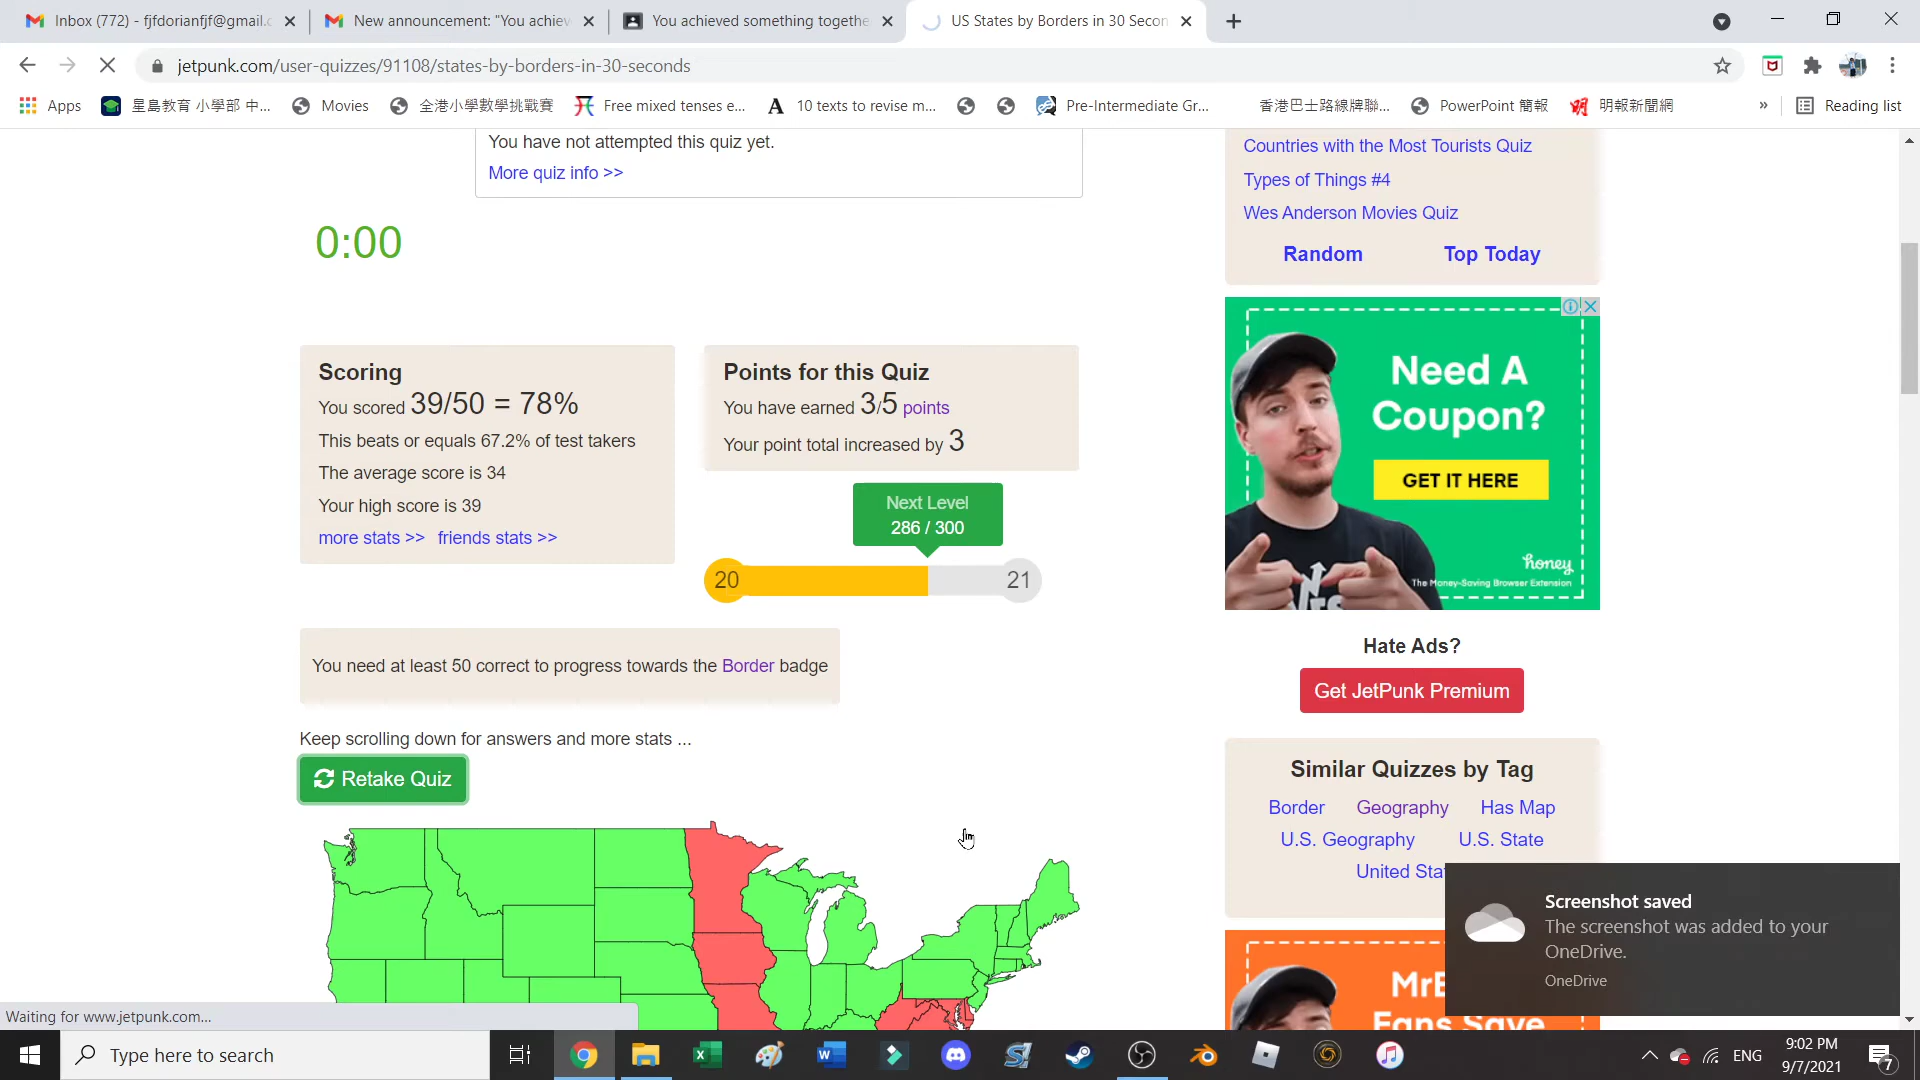 Inbox (772) - fjfdorianfjf@gmail.c
New announcement: "You achiev
You achieved something togethe
US States by Borders in 30 Secon
jetpunk.com/user-quizzes/91108/states-by-borders-in-30-seconds
Apps
星島教育 小學部 中...
Movies
全港小學數學挑戰賽
Free mixed tenses e...
10 texts to revise m...
Pre-Intermediate Gr...
香港巴士路線牌聯...
PowerPoint 簡報
明報新聞網
»
Reading list
You have not attempted this quiz yet.
More quiz info >>
0:00
Scoring
You scored 39/50 = 78%
This beats or equals 67.2% of test takers
The average score is 34
Your high score is 39
more stats >> friends stats >>
Points for this Quiz
You have earned 3/5 points
Your point total increased by 3
Next Level
286 / 300
20
21
You need at least 50 correct to progress towards the Border badge
Keep scrolling down for answers and more stats ...
Retake Quiz
Countries with the Most Tourists Quiz
Types of Things #4
Wes Anderson Movies Quiz
Random Top Today
Need A
Coupon?
GET IT HERE
honey
The Money-Saving Browser Extension
Hate Ads?
Get JetPunk Premium
Similar Quizzes by Tag
Border Geography Has Map
U.S. Geography U.S. State
United Sta
MrB
Fans Save
Screenshot saved
The screenshot was added to your
OneDrive.
OneDrive
Waiting for www.jetpunk.com...
Type here to search
ENG
9:02 PM
9/7/2021
7